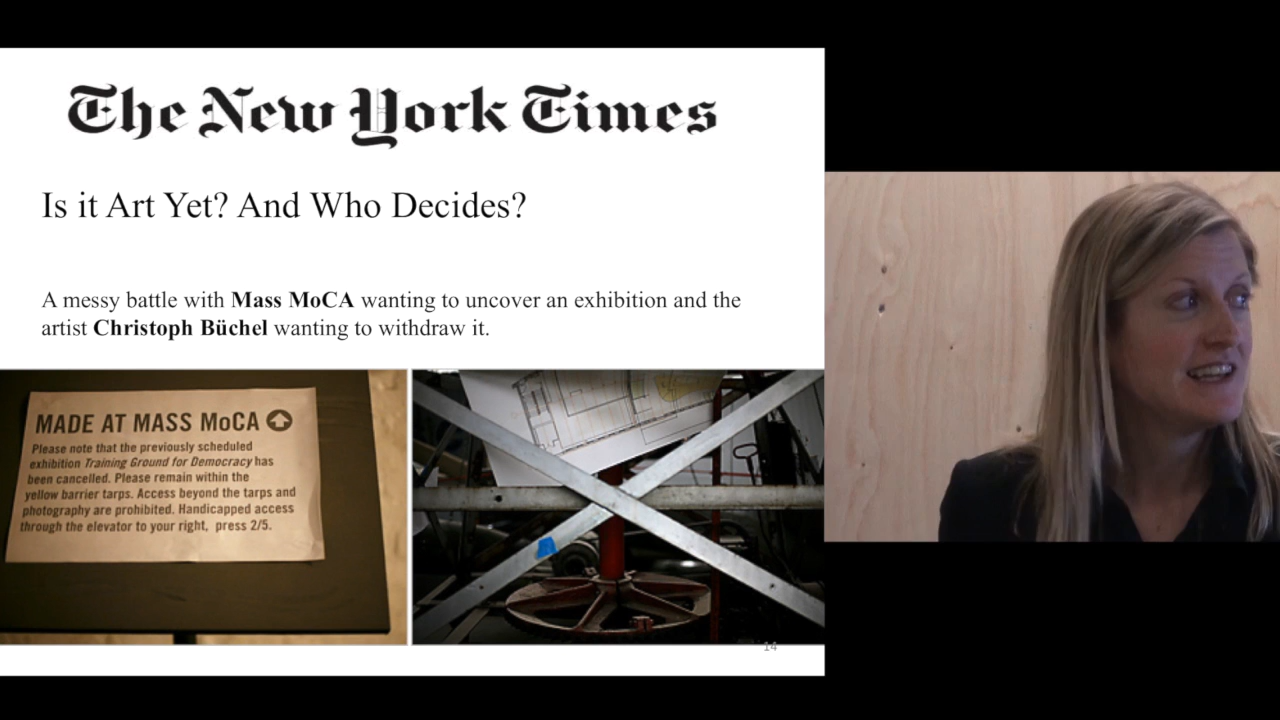 The New York Times
Is it Art Yet? And Who Decides?
A messy battle with Mass MoCA wanting to uncover an exhibition and the
artist Christoph Büchel wanting to withdraw it.
MADE AT MASS MoCA
Please note that the previously scheduled
exhibition Training Ground for Democracy has
been cancelled. Please remain within the
yellow barrier tarps. Access beyond the tarps and
photography are prohibited. Handicapped access
through the elevator to your right, press 2/5.
14